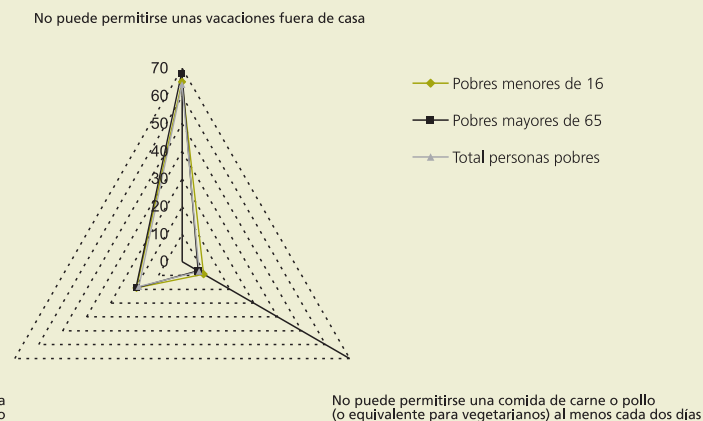 No puede permitirse unas vacaciones fuera de casa
70
60
50
40
30
20
10
0
Pobres menores de 16
Pobres mayores de 65
Total personas pobres
a
o
No puede permitirse una comida de carne o pollo
(o equivalente para vegetarianos) al menos cada dos días